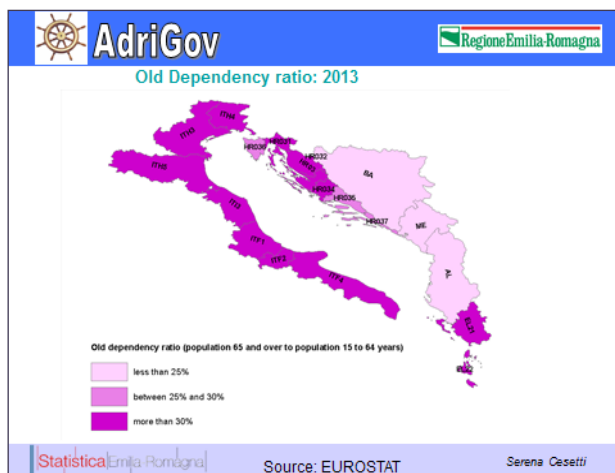 AdriGov
RegioneEmilia-Romagna
Old Dependency ratio: 2013
ITH4
ITH3
HR036
HR031
ITH5
HR032
HR033
BA
HR034
HR035
ITI3
HR037
ME
ITF1
ITF2
ITF4
AL
EL21
Old dependency ratio (population 65 and over to population 15 to 64 years)
less than 25%
between 25% and 30%
more than 30%
Statistica Emilia-Romagna
Source: EUROSTAT
Serena Cesetti